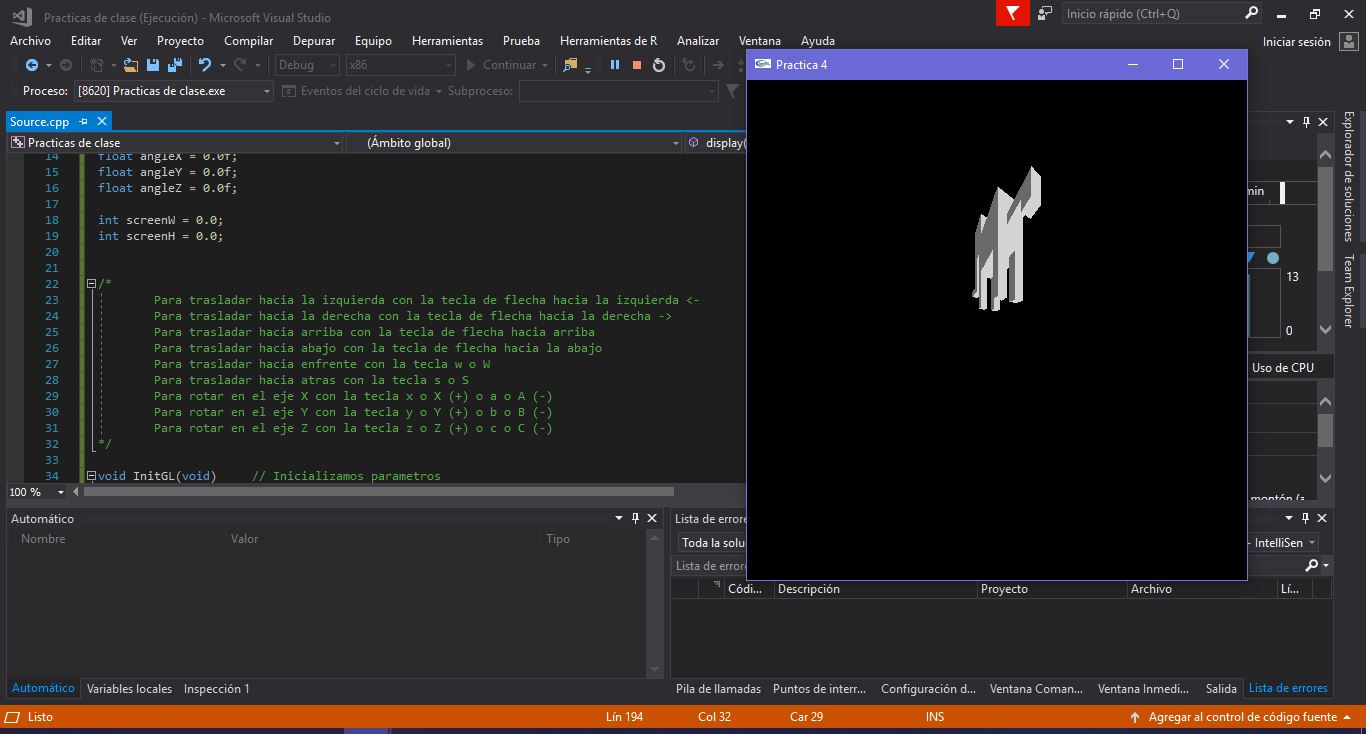 Practicas de clase (Ejecución) - Microsoft Visual Studio
Inicio rápido (Ctrl+Q)
Archivo Editar Ver Proyecto Compilar Depurar Equipo Herramientas Prueba Herramientas de R Analizar Ventana Ayuda
Iniciar sesión
Debug x86 Continuar
Proceso: [8620] Practicas de clase.exe Eventos del ciclo de vida Subproceso:
Practica 4
Source.cpp
Practicas de clase (Ámbito global) display(
14 float angleX = 0.0f;
15 float angleY = 0.0f;
16 float angleZ = 0.0f;
17
18 int screenW = 0.0;
19 int screenH = 0.0;
20
21
22 /*
23 Para trasladar hacia la izquierda con la tecla de flecha hacia la izquierda <-
24 Para trasladar hacia la derecha con la tecla de flecha hacia la derecha ->
25 Para trasladar hacia arriba con la tecla de flecha hacia arriba
26 Para trasladar hacia abajo con la tecla de flecha hacia la abajo
27 Para trasladar hacia enfrente con la tecla w o W
28 Para trasladar hacia atras con la tecla s o S
29 Para rotar en el eje X con la tecla x o X (+) o a o A (-)
30 Para rotar en el eje Y con la tecla y o Y (+) o b o B (-)
31 Para rotar en el eje Z con la tecla z o Z (+) o c o C (-)
32 */
33
34 void InitGL(void) // Inicializamos parametros
100 %
min
13
0
Uso de CPU
montón (a
Explorador de soluciones
Team Explorer
Automático
Nombre Valor Tipo
Automático Variables locales Inspección 1
Lista de errore
Toda la solu
- IntelliSen
Lista de errore
Códi... Descripción Proyecto Archivo Lí...
Pila de llamadas Puntos de interr... Configuración d... Ventana Coman... Ventana Inmedi... Salida Lista de errores
Listo Lín 194 Col 32 Car 29 INS Agregar al control de código fuente